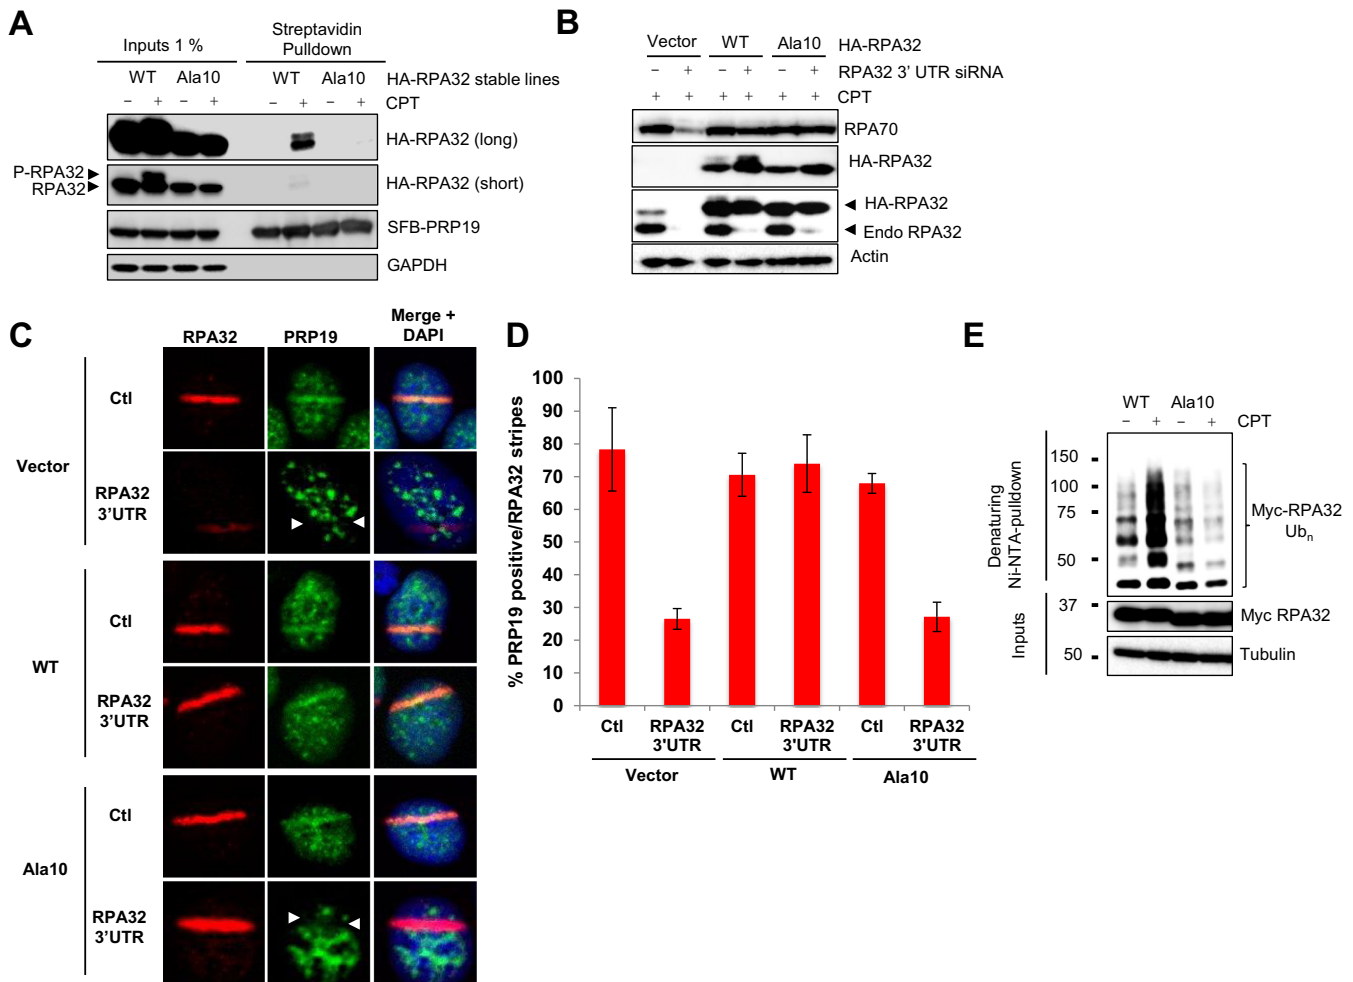 A
Inputs 1 %
Streptavidin
Pulldown
WT Ala10 WT Ala10 HA-RPA32 stable lines
– + – + – + – + CPT
HA-RPA32 (long)
P-RPA32
RPA32
HA-RPA32 (short)
SFB-PRP19
GAPDH
B
Vector WT Ala10 HA-RPA32
– + – + – + RPA32 3' UTR siRNA
+ + + + + + CPT
RPA70
HA-RPA32
HA-RPA32
Endo RPA32
Actin
C
RPA32 PRP19 Merge +
DAPI
Vector
Ctl
RPA32
3'UTR
WT
Ctl
RPA32
3'UTR
Ala10
Ctl
RPA32
3'UTR
D
% PRP19 positive/RPA32 stripes
100
90
80
70
60
50
40
30
20
10
0
Ctl RPA32 Ctl RPA32 Ctl RPA32
3'UTR 3'UTR 3'UTR
Vector WT Ala10
E
WT Ala10
– + – + CPT
Denaturing
Ni-NTA-pulldown
150
100
75
50
Myc-RPA32
Ubn
Inputs
37
Myc RPA32
50
Tubulin